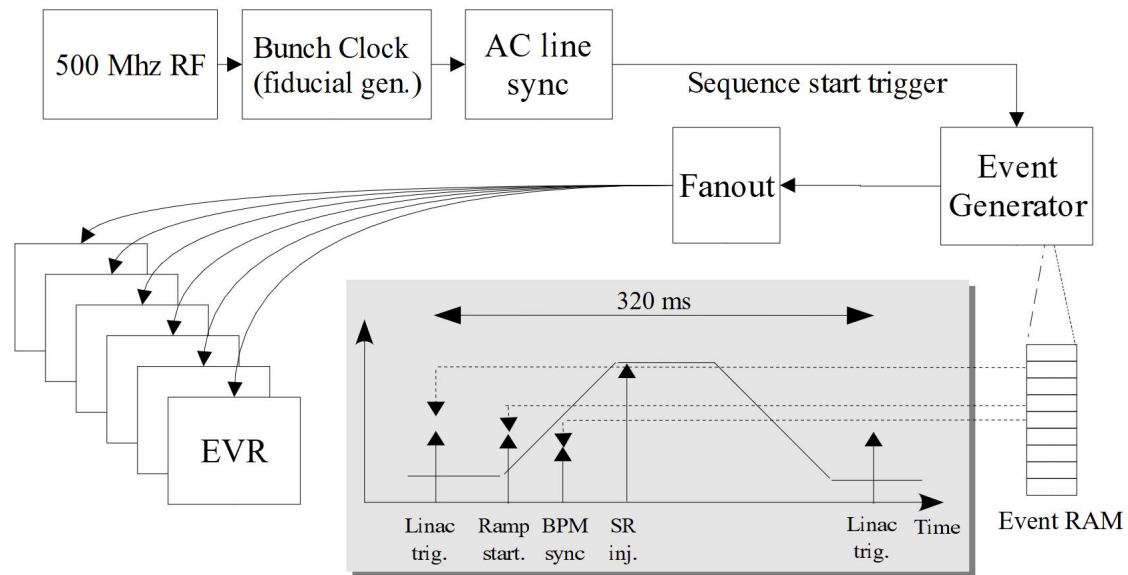 500 Mhz RF
Bunch Clock
(fiducial gen.)
AC line
sync
Sequence start trigger
Fanout
Event
Generator
EVR
320 ms
Linac
trig.
Ramp
start.
BPM
sync
SR
inj.
Linac
trig.
Time
Event RAM